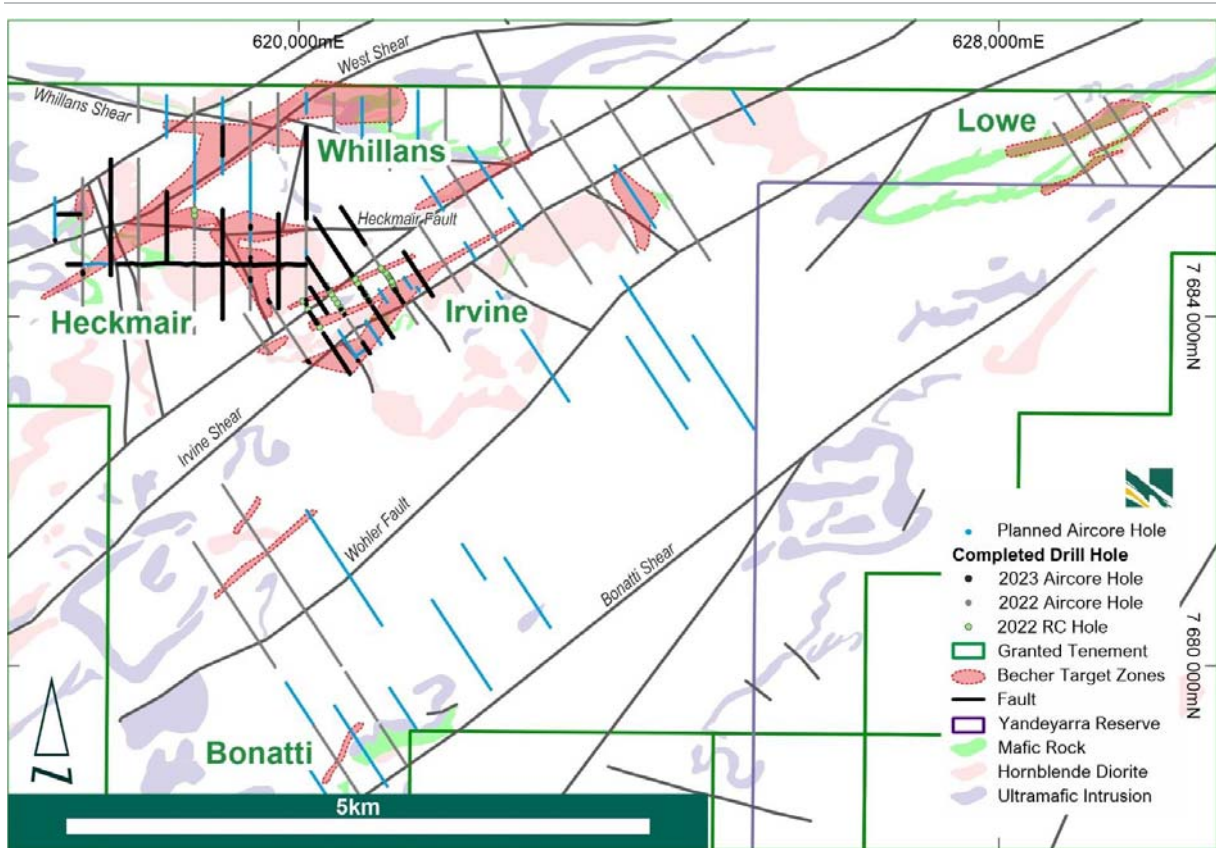 620,000mE
628,000mE
West Shear
Whillans Shear
Whillans
Lowe
Heckmair Fault
Heckmair
Irvine
7 684 000mN
Irvine Shear
Wohler Fault
Bonatti Shear
Planned Aircore Hole
Completed Drill Hole
2023 Aircore Hole
2022 Aircore Hole
2022 RC Hole
Granted Tenement
Becher Target Zones
Fault
Yandeyarra Reserve
Mafic Rock
Hornblende Diorite
Ultramafic Intrusion
7 680 000mN
Bonatti
Z
5km